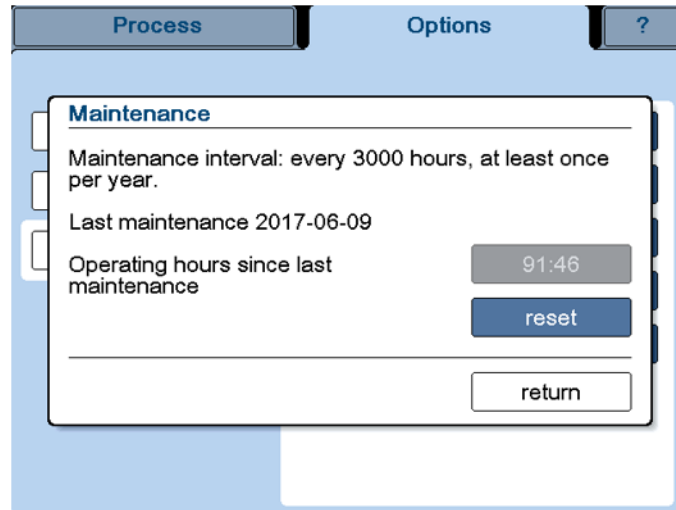 Process
Options
?
Maintenance
Maintenance interval: every 3000 hours, at least once
per year.
Last maintenance 2017-06-09
Operating hours since last
maintenance
91:46
reset
return